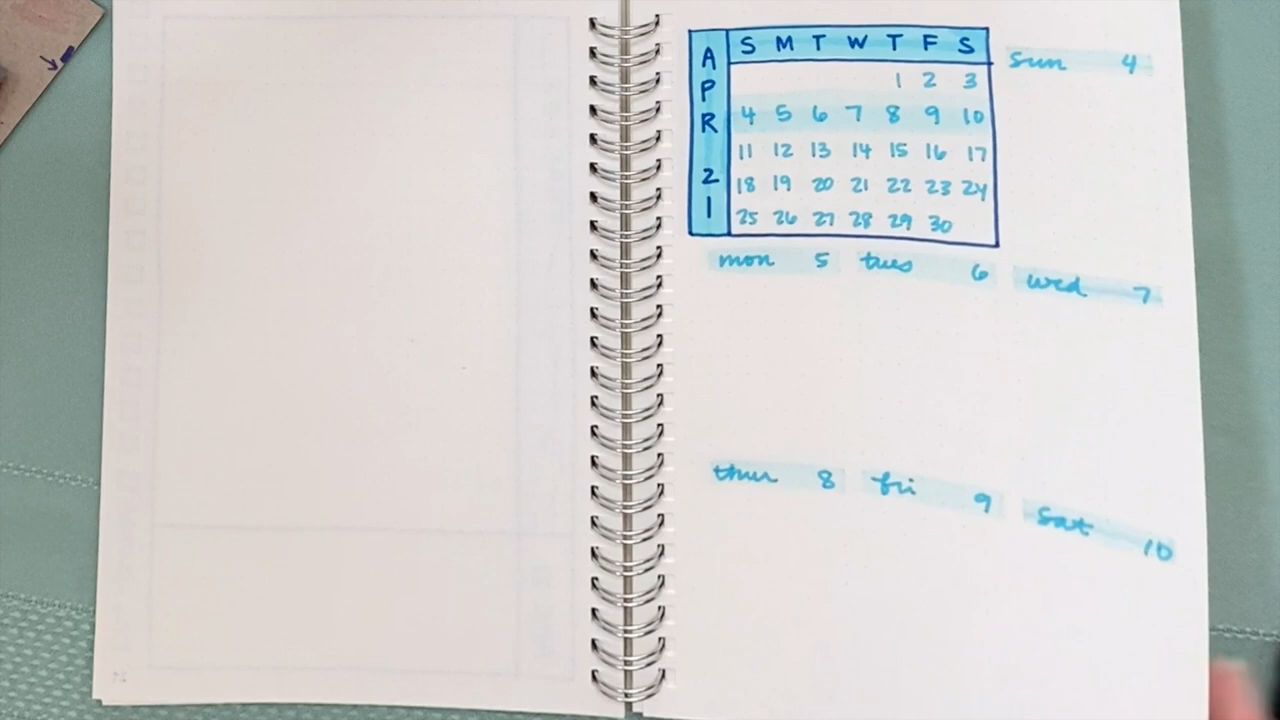 APR 21
S M T W T F S
1 2 3
4 5 6 7 8 9 10
11 12 13 14 15 16 17
18 19 20 21 22 23 24
25 26 27 28 29 30
sun 4
mon 5
tues 6
wed 7
thur 8
fri 9
sat 10